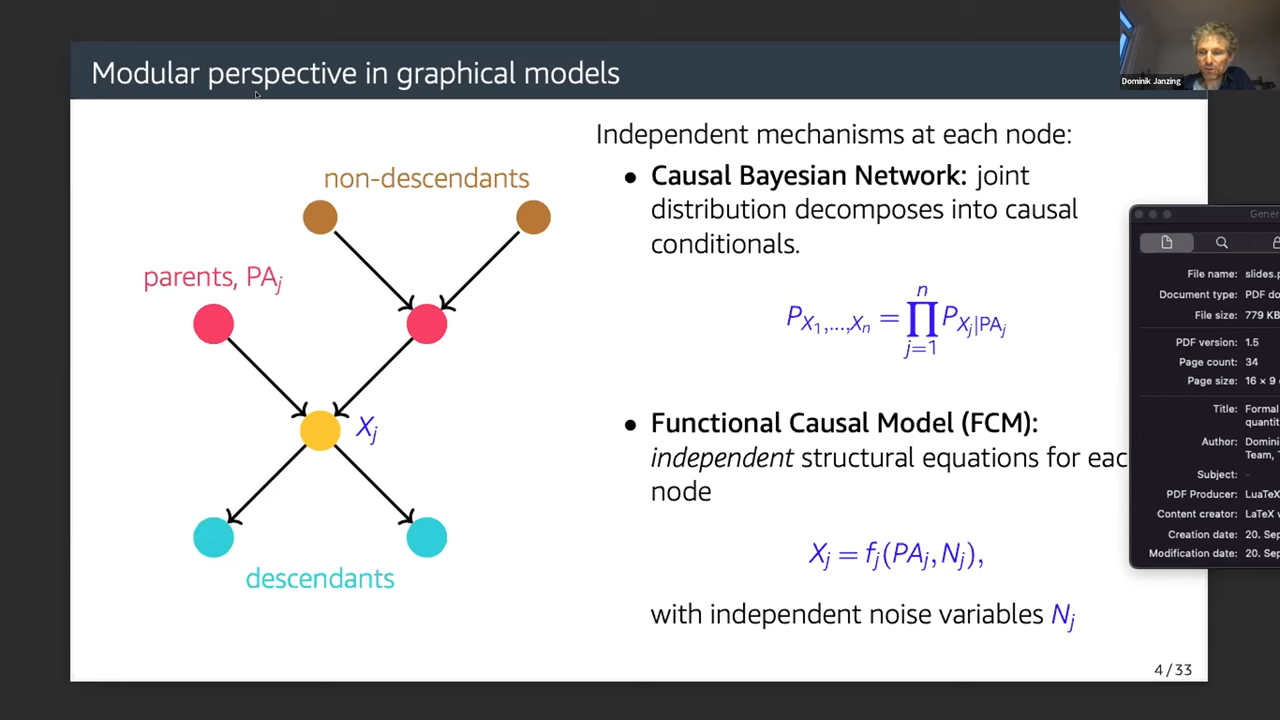 Modular perspective in graphical models
Dominik Janzing
non-descendants
parents, PAj
Xj
descendants
Independent mechanisms at each node:
• Causal Bayesian Network: joint
distribution decomposes into causal
conditionals.
P_{X_1,...,X_n} = ∏_{j=1}^{n} P_{X_j|PA_j}
• Functional Causal Model (FCM):
independent structural equations for eac
node
X_j = f_j(PA_j, N_j),
with independent noise variables N_j
4 / 33
Gener
File name: slides.p
Document type: PDF do
File size: 779 KB
PDF version: 1.5
Page count: 34
Page size: 16 × 9
Title: Formal
quantit
Author: Domini
Team, T
Subject: -
PDF Producer: LuaTeX
Content creator: LaTeX v
Creation date: 20. Sep
Modification date: 20. Sep